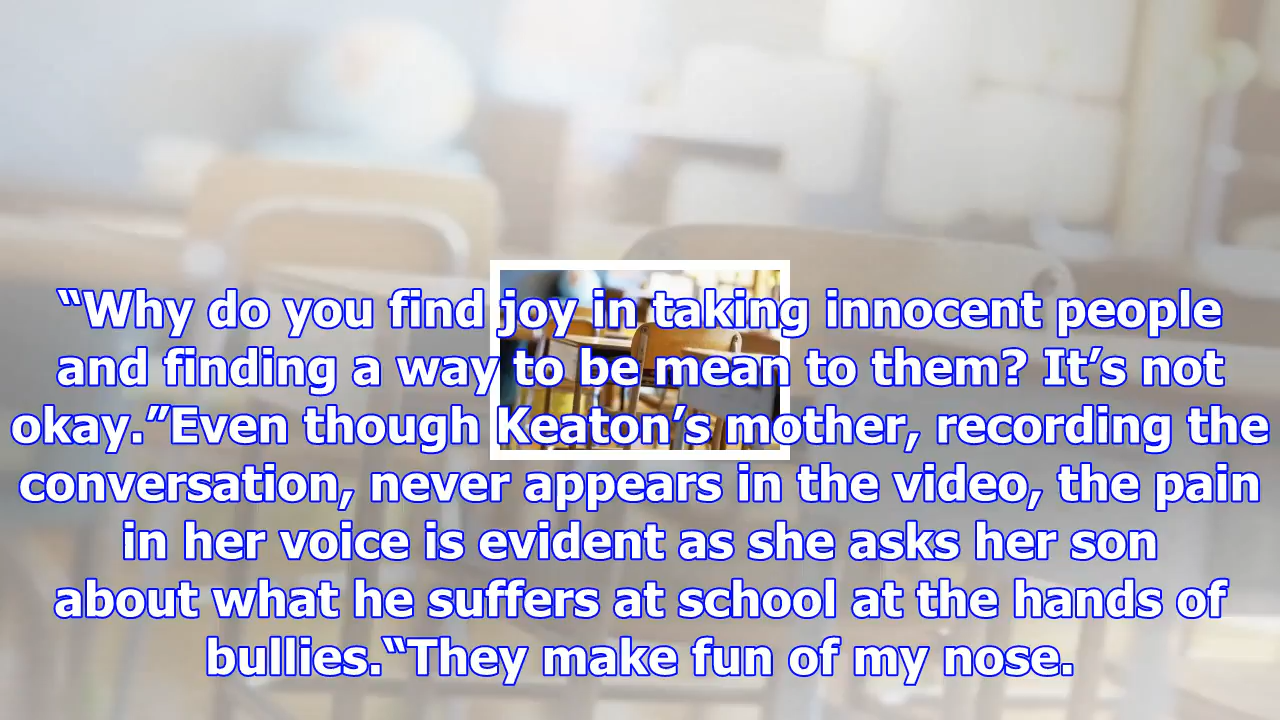 “Why do you find joy in taking innocent people
and finding a way to be mean to them? It’s not
okay.”Even though Keaton’s mother, recording the
conversation, never appears in the video, the pain
in her voice is evident as she asks her son
about what he suffers at school at the hands of
bullies.“They make fun of my nose.